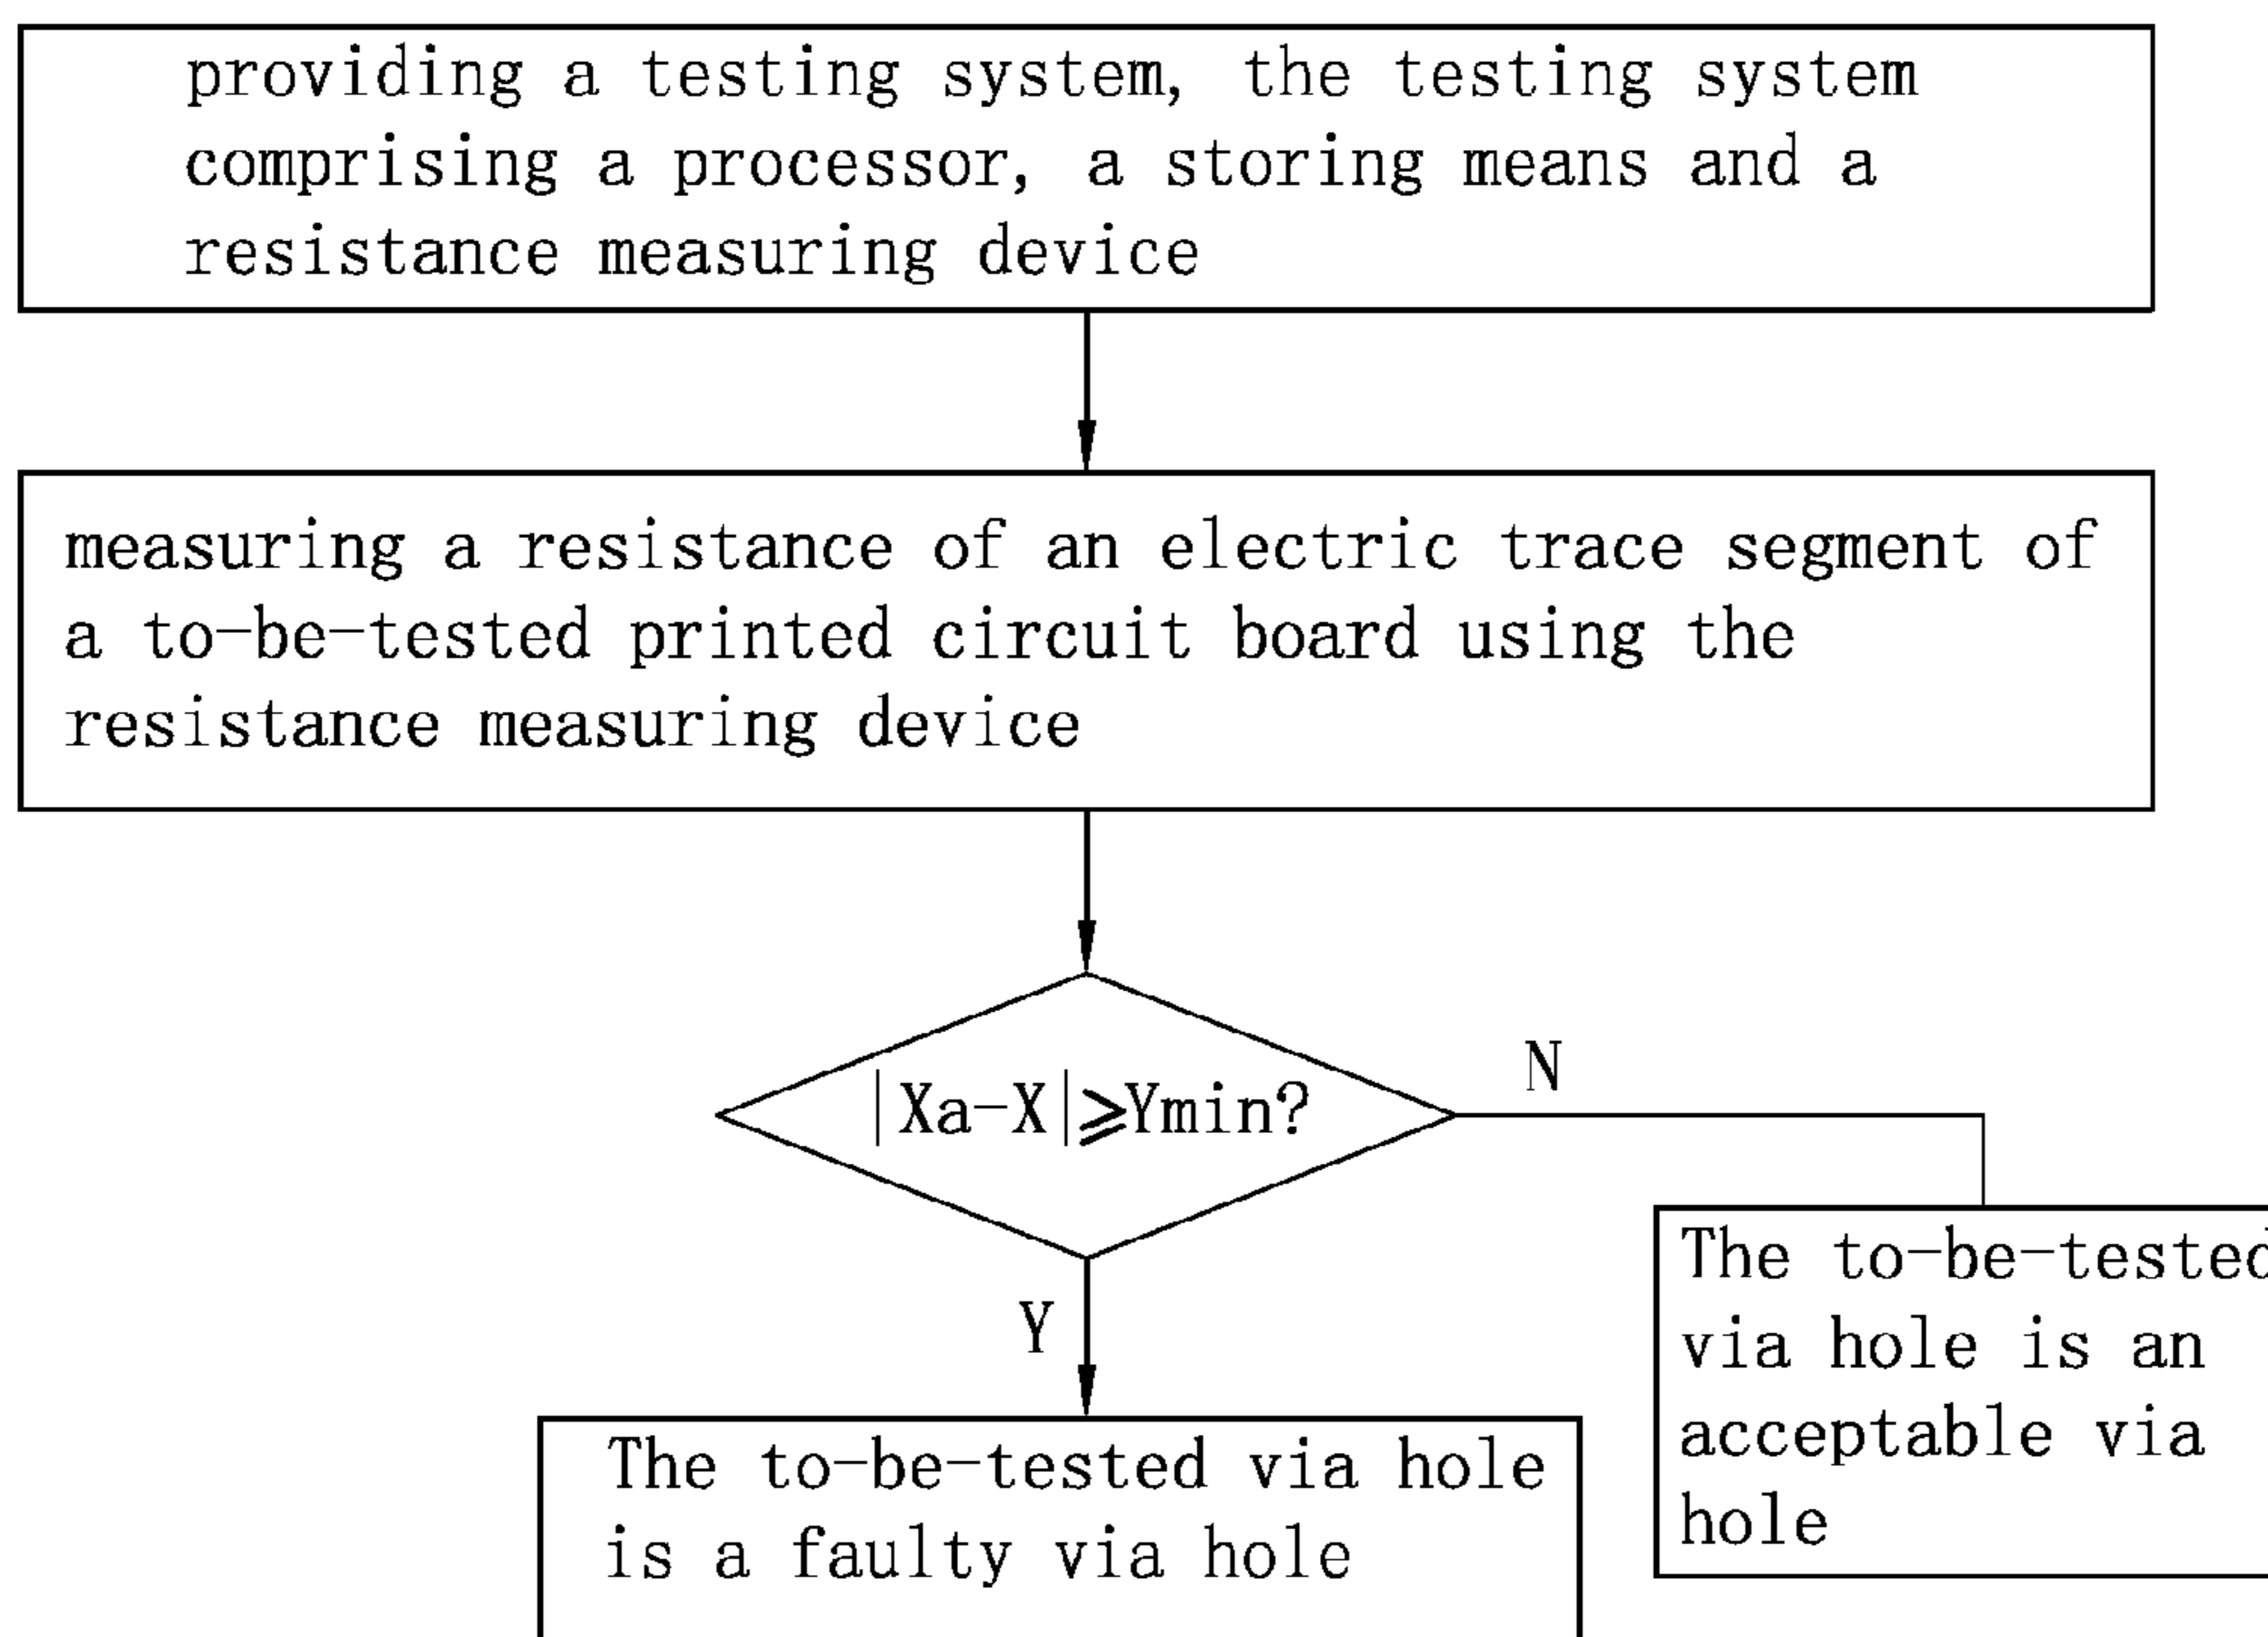 providing a testing system, the testing system
comprising a processor, a storing means and a
resistance measuring device
measuring a resistance of an electric trace segment of
a to-be-tested printed circuit board using the
resistance measuring device
|Xa-X|⩾Ymin?
N
Y
The to-be-tested
via hole is an
acceptable via
hole
The to-be-tested via hole
is a faulty via hole